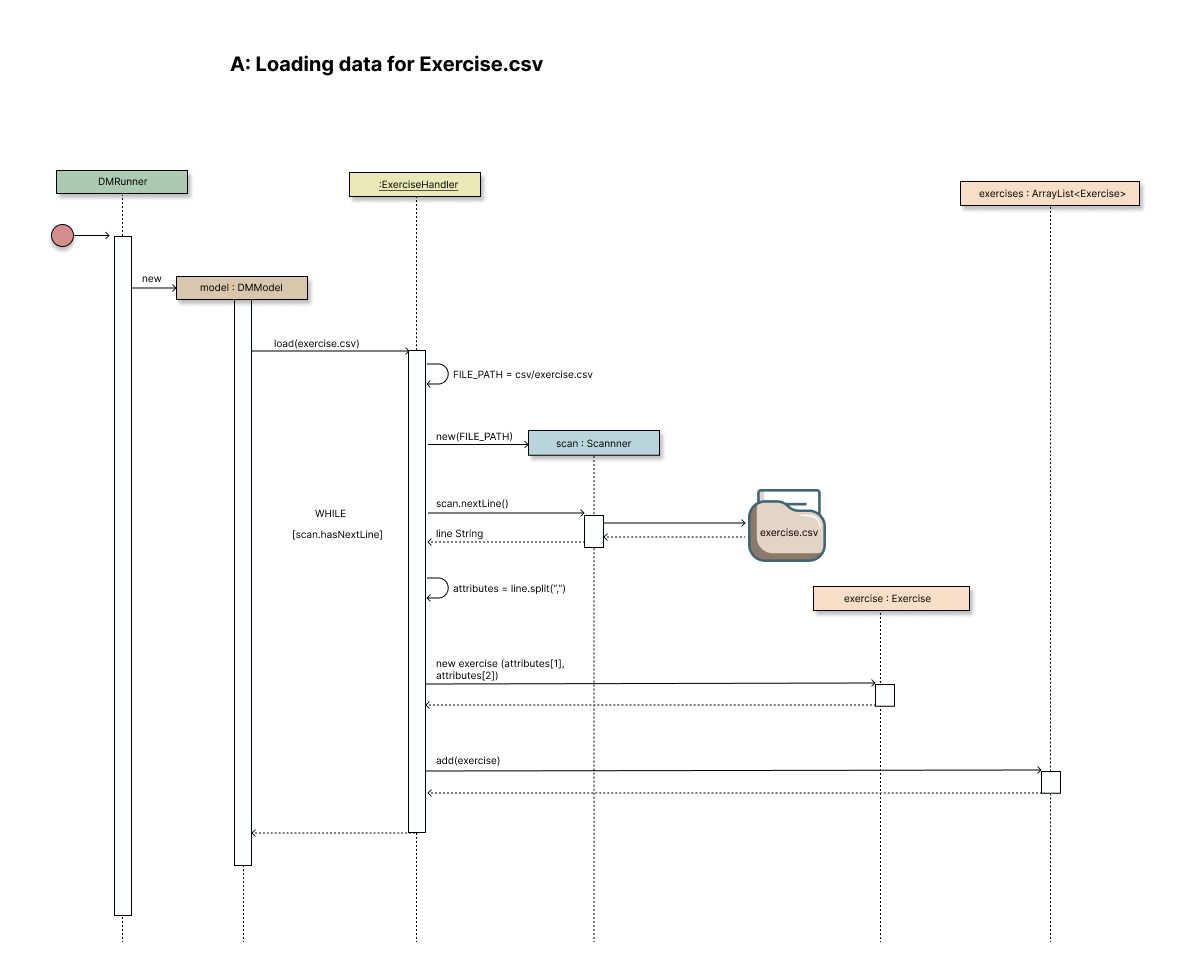 A: Loading data for Exercise.csv
DMRunner
:ExerciseHandler
exercises : ArrayList<Exercise>
new
model : DMModel
load(exercise.csv)
FILE_PATH = csv/exercise.csv
new(FILE_PATH)
scan : Scannner
scan.nextLine()
WHILE
[scan.hasNextLine]
line String
exercise.csv
attributes = line.split(“,”)
exercise : Exercise
new exercise (attributes[1],
attributes[2])
add(exercise)